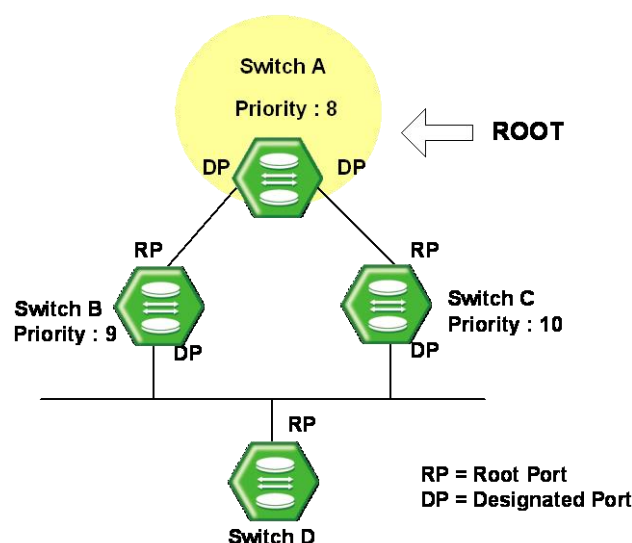 Switch A
Priority : 8
ROOT
DP
DP
RP
RP
Switch B
Priority : 9
Switch C
Priority : 10
DP
DP
RP
Switch D
RP = Root Port
DP = Designated Port